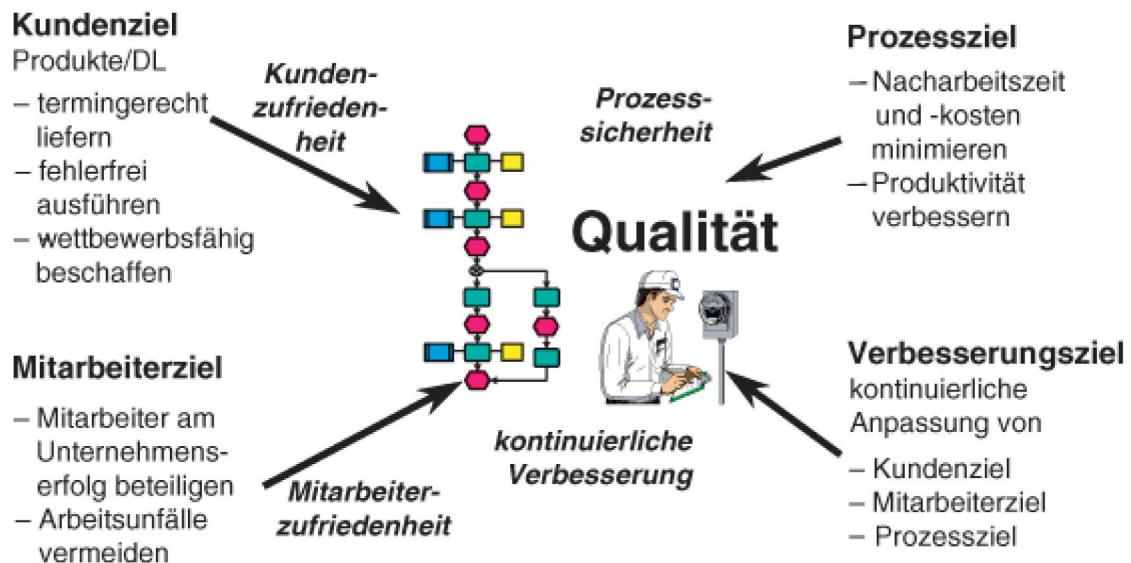 Kundenziel
Produkte/DL
– termingerecht
liefern
– fehlerfrei
ausführen
– wettbewerbsfähig
beschaffen
Kunden-
zufrieden-
heit
Prozess-
sicherheit
Prozessziel
– Nacharbeitszeit
und -kosten
minimieren
– Produktivität
verbessern
Qualität
Mitarbeiterziel
– Mitarbeiter am
Unternehmens-
erfolg beteiligen
– Arbeitsunfälle
vermeiden
Mitarbeiter-
zufriedenheit
kontinuierliche
Verbesserung
Verbesserungsziel
kontinuierliche
Anpassung von
– Kundenziel
– Mitarbeiterziel
– Prozessziel